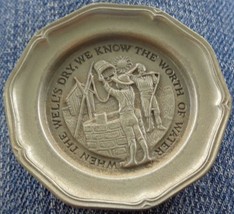 WHEN THE WELL'S DRY, WE KNOW THE WORTH OF WATER